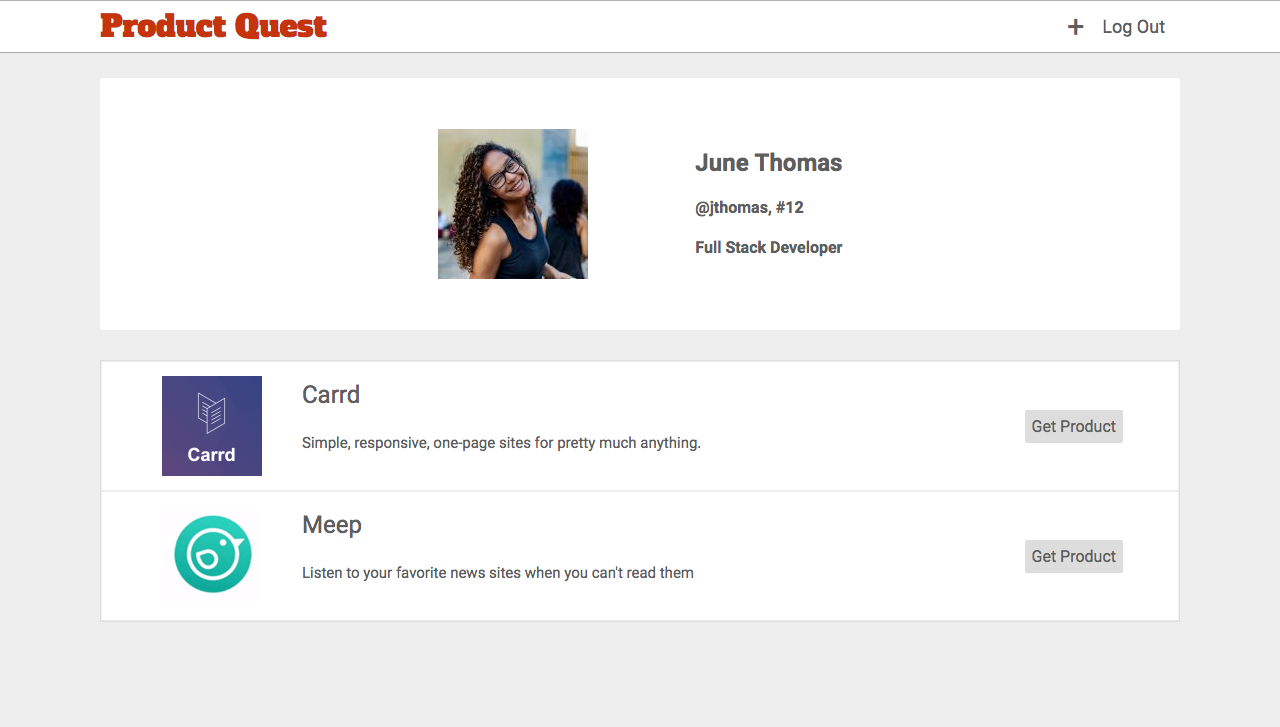 Product Quest
+ Log Out
June Thomas
@jthomas, #12
Full Stack Developer
Carrd
Carrd
Simple, responsive, one-page sites for pretty much anything.
Get Product
Meep
Listen to your favorite news sites when you can't read them
Get Product